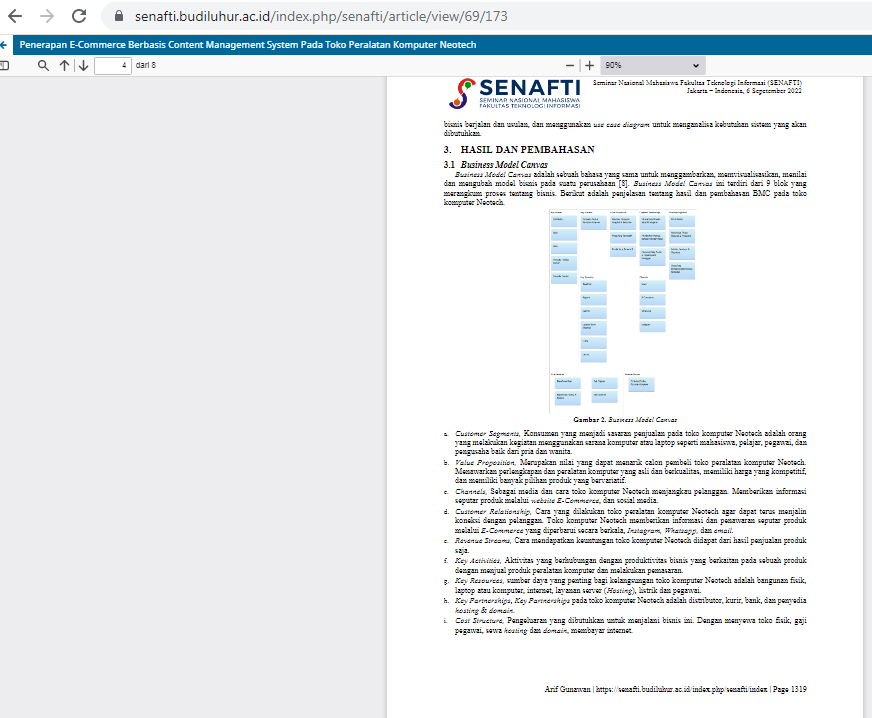 senafti.budiluhur.ac.id/index.php/senafti/article/view/69/173
Penerapan E-Commerce Berbasis Content Management System Pada Toko Peralatan Komputer Neotech
4 dari 8
90%
SENAFTI
SEMINAR NASIONAL MAHASISWA
FAKULTAS TEKNOLOGI INFORMASI
Seminar Nasional Mahasiswa Fakultas Teknologi Informasi (SENAFTI)
Jakarta – Indonesia, 6 September 2022
bisnis berjalan dan usulan, dan menggunakan use case diagram untuk menganalisa kebutuhan sistem yang akan
dibutuhkan.
3. HASIL DAN PEMBAHASAN
3.1 Business Model Canvas
Business Model Canvas adalah sebuah bahasa yang sama untuk menggambarkan, memvisualisasikan, menilai
dan mengubah model bisnis pada suatu perusahaan [8]. Business Model Canvas ini terdiri dari 9 blok yang
merangkum proses tentang bisnis. Berikut adalah penjelasan tentang hasil dan pembahasan BMC pada toko
komputer Neotech.
Gambar 2. Business Model Canvas
a. Customer Segments, Konsumen yang menjadi sasaran penjualan pada toko komputer Neotech adalah orang
yang melakukan kegiatan menggunakan sarana komputer atau laptop seperti mahasiswa, pelajar, pegawai, dan
pengusaha baik dari pria dan wanita.
b. Value Proposition, Merupakan nilai yang dapat menarik calon pembeli toko peralatan komputer Neotech.
Menawarkan perlengkapan dan peralatan komputer yang asli dan berkualitas, memiliki harga yang kompetitif,
dan memiliki banyak pilihan produk yang bervariatif.
c. Channels, Sebagai media dan cara toko komputer Neotech menjangkau pelanggan. Memberikan informasi
seputar produk melalui website E-Commerce, dan sosial media.
d. Customer Relationship, Cara yang dilakukan toko peralatan komputer Neotech agar dapat terus menjalin
koneksi dengan pelanggan. Toko komputer Neotech memberikan informasi dan penawaran seputar produk
melalui E-Commerce yang diperbarui secara berkala, Instagram, Whatsapp, dan email.
e. Revenue Streams, Cara mendapatkan keuntungan toko komputer Neotech didapat dari hasil penjualan produk
saja.
f. Key Activities, Aktivitas yang berhubungan dengan produktivitas bisnis yang berkaitan pada sebuah produk
dengan menjual produk peralatan komputer dan melakukan pemasaran.
g. Key Resources, sumber daya yang penting bagi kelangsungan toko komputer Neotech adalah bangunan fisik,
laptop atau komputer, internet, layanan server (Hosting), listrik dan pegawai.
h. Key Partnerships, Key Partnerships pada toko komputer Neotech adalah distributor, kurir, bank, dan penyedia
hosting & domain.
i. Cost Structure, Pengeluaran yang dibutuhkan untuk menjalani bisnis ini. Dengan menyewa toko fisik, gaji
pegawai, sewa hosting dan domain, membayar internet.
Arif Gunawan | https://senafti.budiluhur.ac.id/index.php/senafti/index | Page 1319